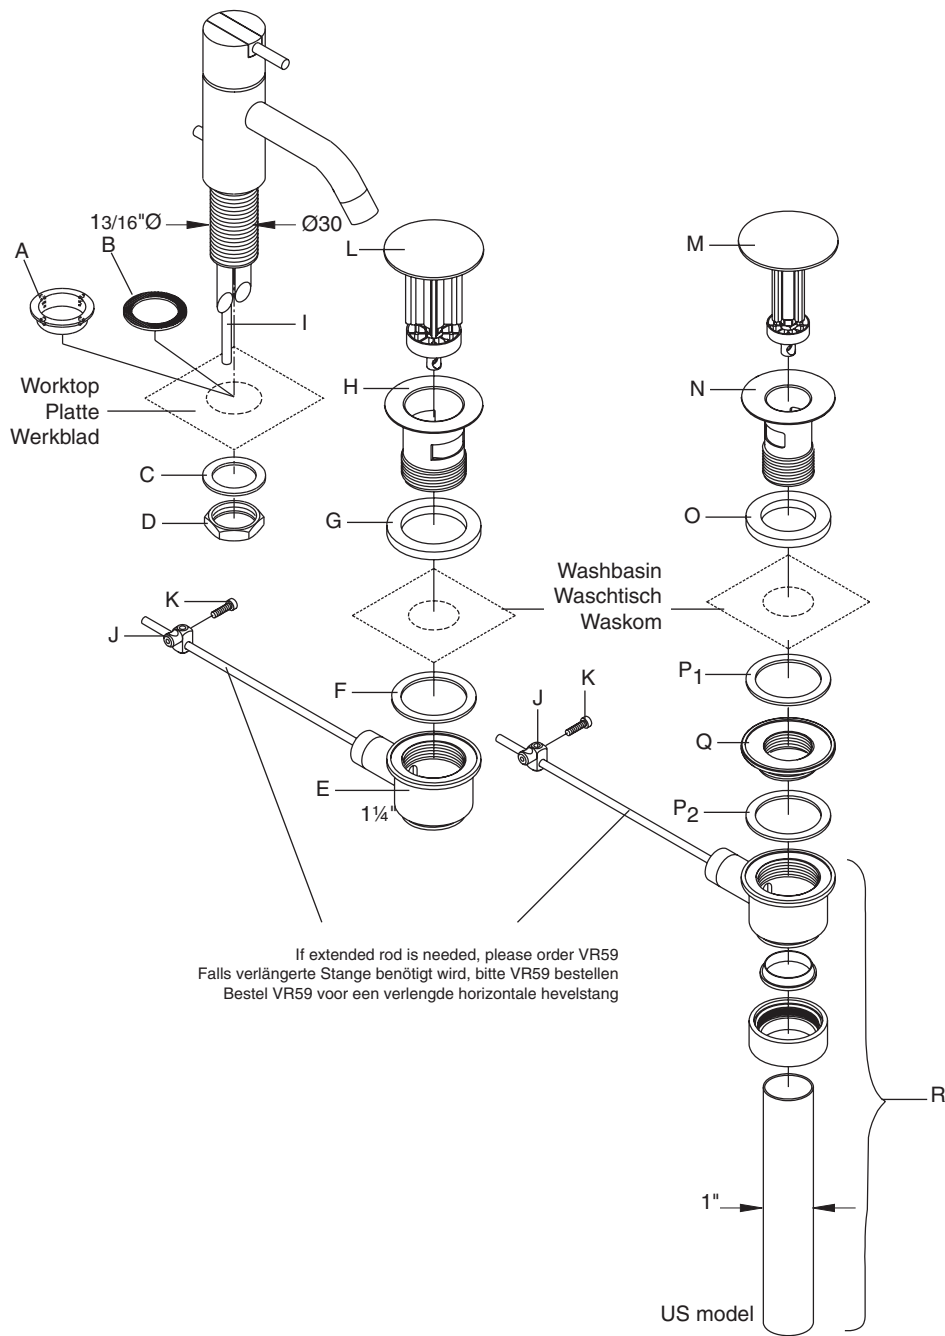 13/16"Ø
Ø30
A
B
I
Worktop
Platte
Werkblad
C
D
L
H
G
M
N
O
Washbasin
Waschtisch
Waskom
K
J
F
E
1¼"
K
J
P1
Q
P2
If extended rod is needed, please order VR59
Falls verlängerte Stange benötigt wird, bitte VR59 bestellen
Bestel VR59 voor een verlengde horizontale hevelstang
R
1"
US model